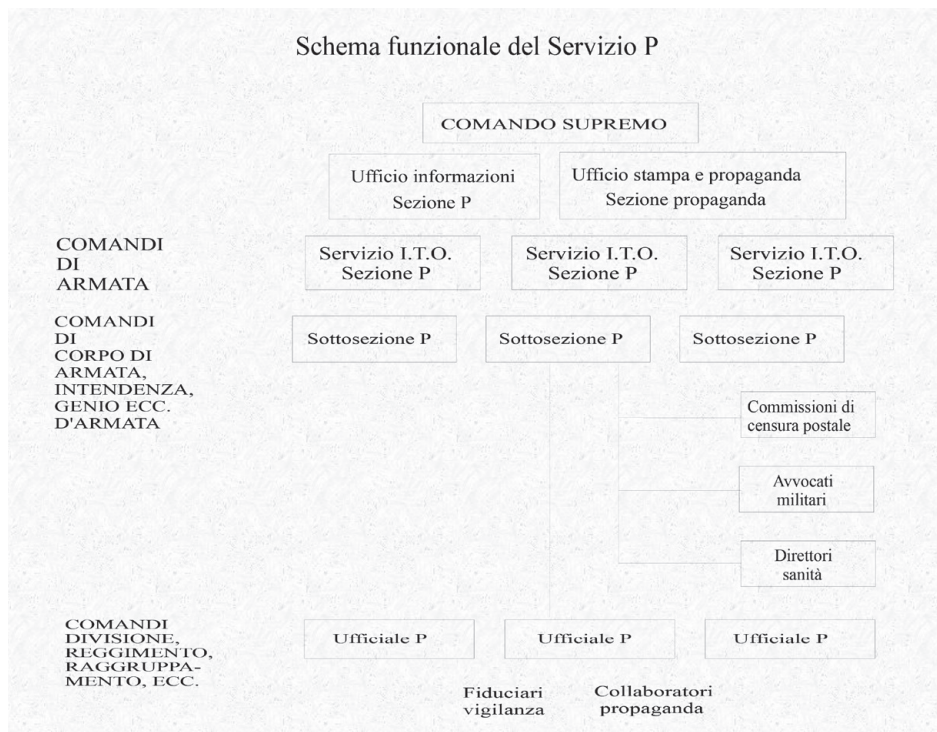 Schema funzionale del Servizio P
COMANDO SUPREMO
Ufficio informazioni
Sezione P
Ufficio stampa e propaganda
Sezione propaganda
COMANDI
DI
ARMATA
Servizio I.T.O.
Sezione P
Servizio I.T.O.
Sezione P
Servizio I.T.O.
Sezione P
COMANDI
DI
CORPO DI
ARMATA,
INTENDENZA,
GENIO ECC.
D'ARMATA
Sottosezione P
Sottosezione P
Sottosezione P
Commissioni di
censura postale
Avvocati
militari
Direttori
sanità
COMANDI
DIVISIONE,
REGGIMENTO,
RAGGRUPPA-
MENTO, ECC.
Ufficiale P
Ufficiale P
Ufficiale P
Fiduciari
vigilanza
Collaboratori
propaganda